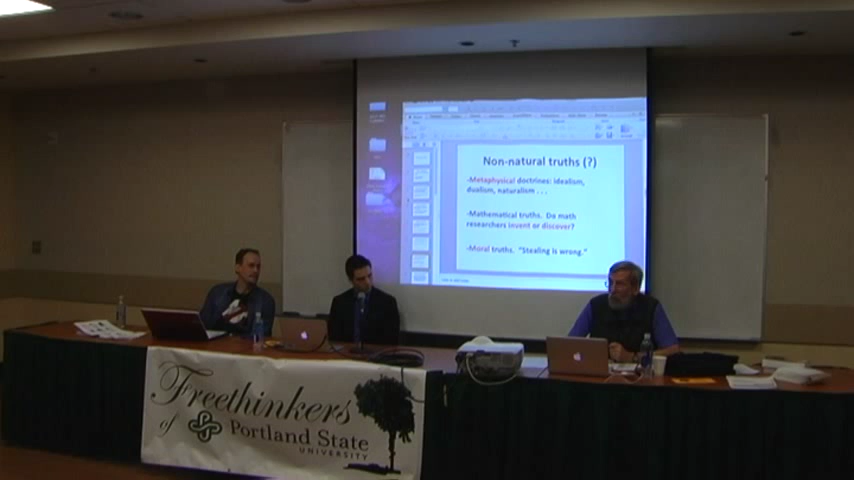 Non-natural truths (?)
-Metaphysical doctrines: idealism,
dualism, naturalism . . .
-Mathematical truths. Do math
researchers invent or discover?
-Moral truths. "Stealing is wrong."
Freethinkers
of Portland State
UNIVERSITY